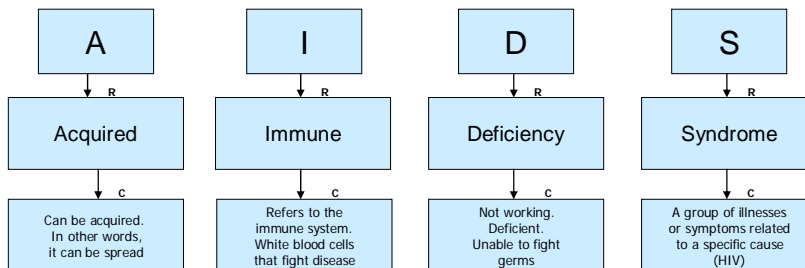 A
I
D
S
R
R
R
R
Acquired
Immune
Deficiency
Syndrome
C
C
C
C
Can be acquired.
In other words,
it can be spread
Refers to the
immune system.
White blood cells
that fight disease
Not working.
Deficient.
Unable to fight
germs
A group of illnesses
or symptoms related
to a specific cause
(HIV)